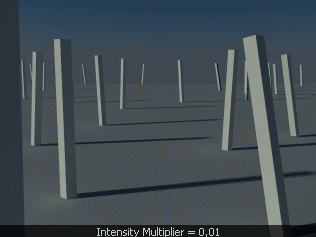 Intensity Multiplier = 0,01